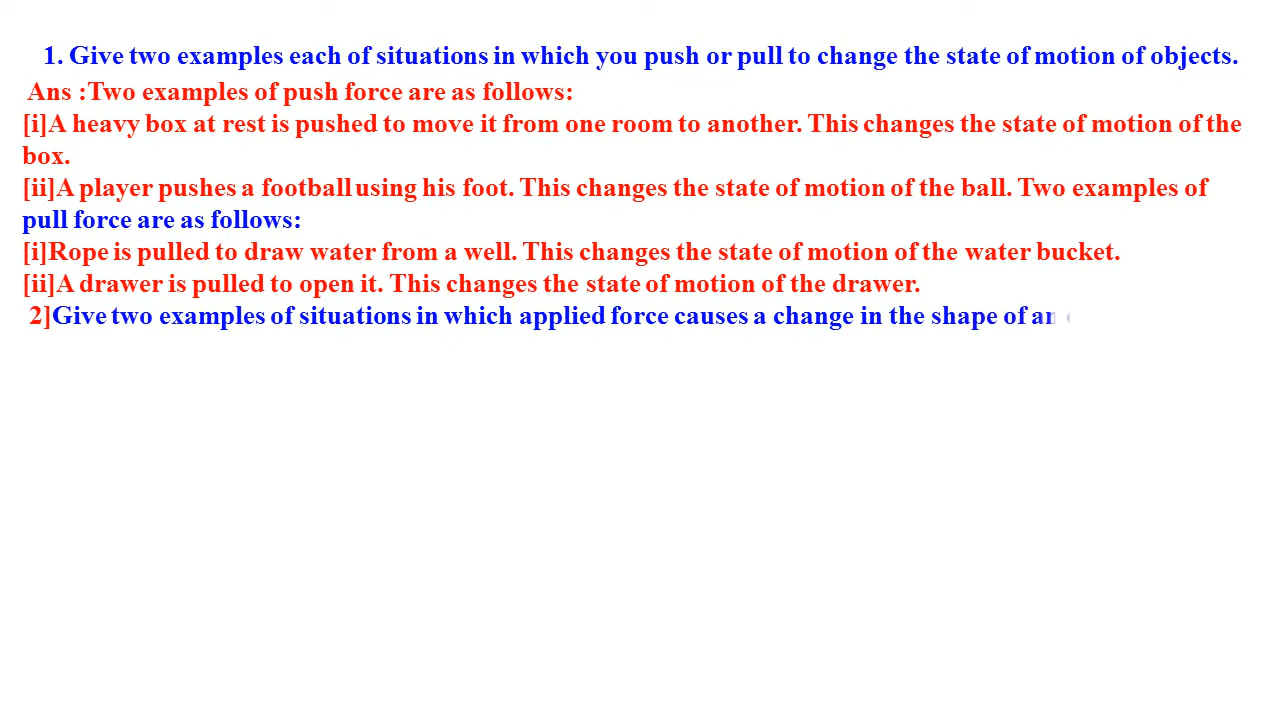 1. Give two examples each of situations in which you push or pull to change the state of motion of objects.
Ans :Two examples of push force are as follows:
[i]A heavy box at rest is pushed to move it from one room to another. This changes the state of motion of the
box.
[ii]A player pushes a football using his foot. This changes the state of motion of the ball. Two examples of
pull force are as follows:
[i]Rope is pulled to draw water from a well. This changes the state of motion of the water bucket.
[ii]A drawer is pulled to open it. This changes the state of motion of the drawer.
2]Give two examples of situations in which applied force causes a change in the shape of an